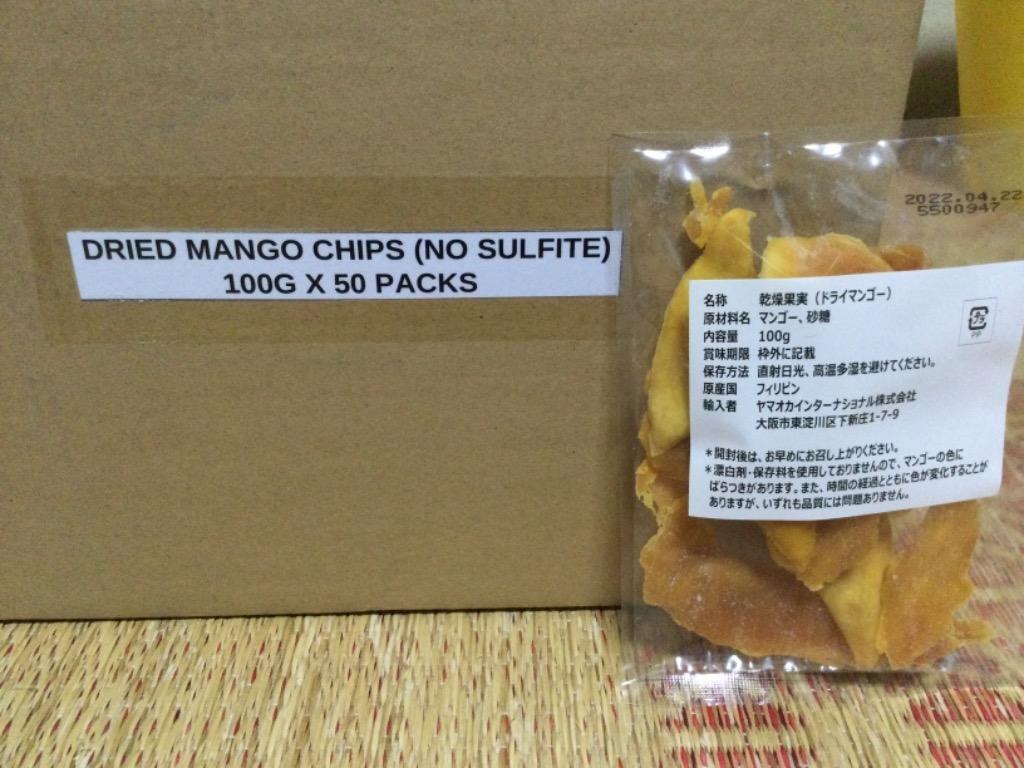 DRIED MANGO CHIPS (NO SULFITE)
100G X 50 PACKS
2022.04.22
5500947
名称 乾燥果実（ドライマンゴー）
原材料名 マンゴー、砂糖
内容量 100g
賞味期限 枠外に記載
保存方法 直射日光、高温多湿を避けてください。
原産国 フィリピン
輸入者 ヤマオカインターナショナル株式会社
大阪市東淀川区下新庄1-7-9
プラ
PP
＊開封後は、お早めにお召し上がりください。
＊漂白剤・保存料を使用しておりませんので、マンゴーの色に
ばらつきがあります。また、時間の経過とともに色が変化することが
ありますが、いずれも品質には問題ありません。